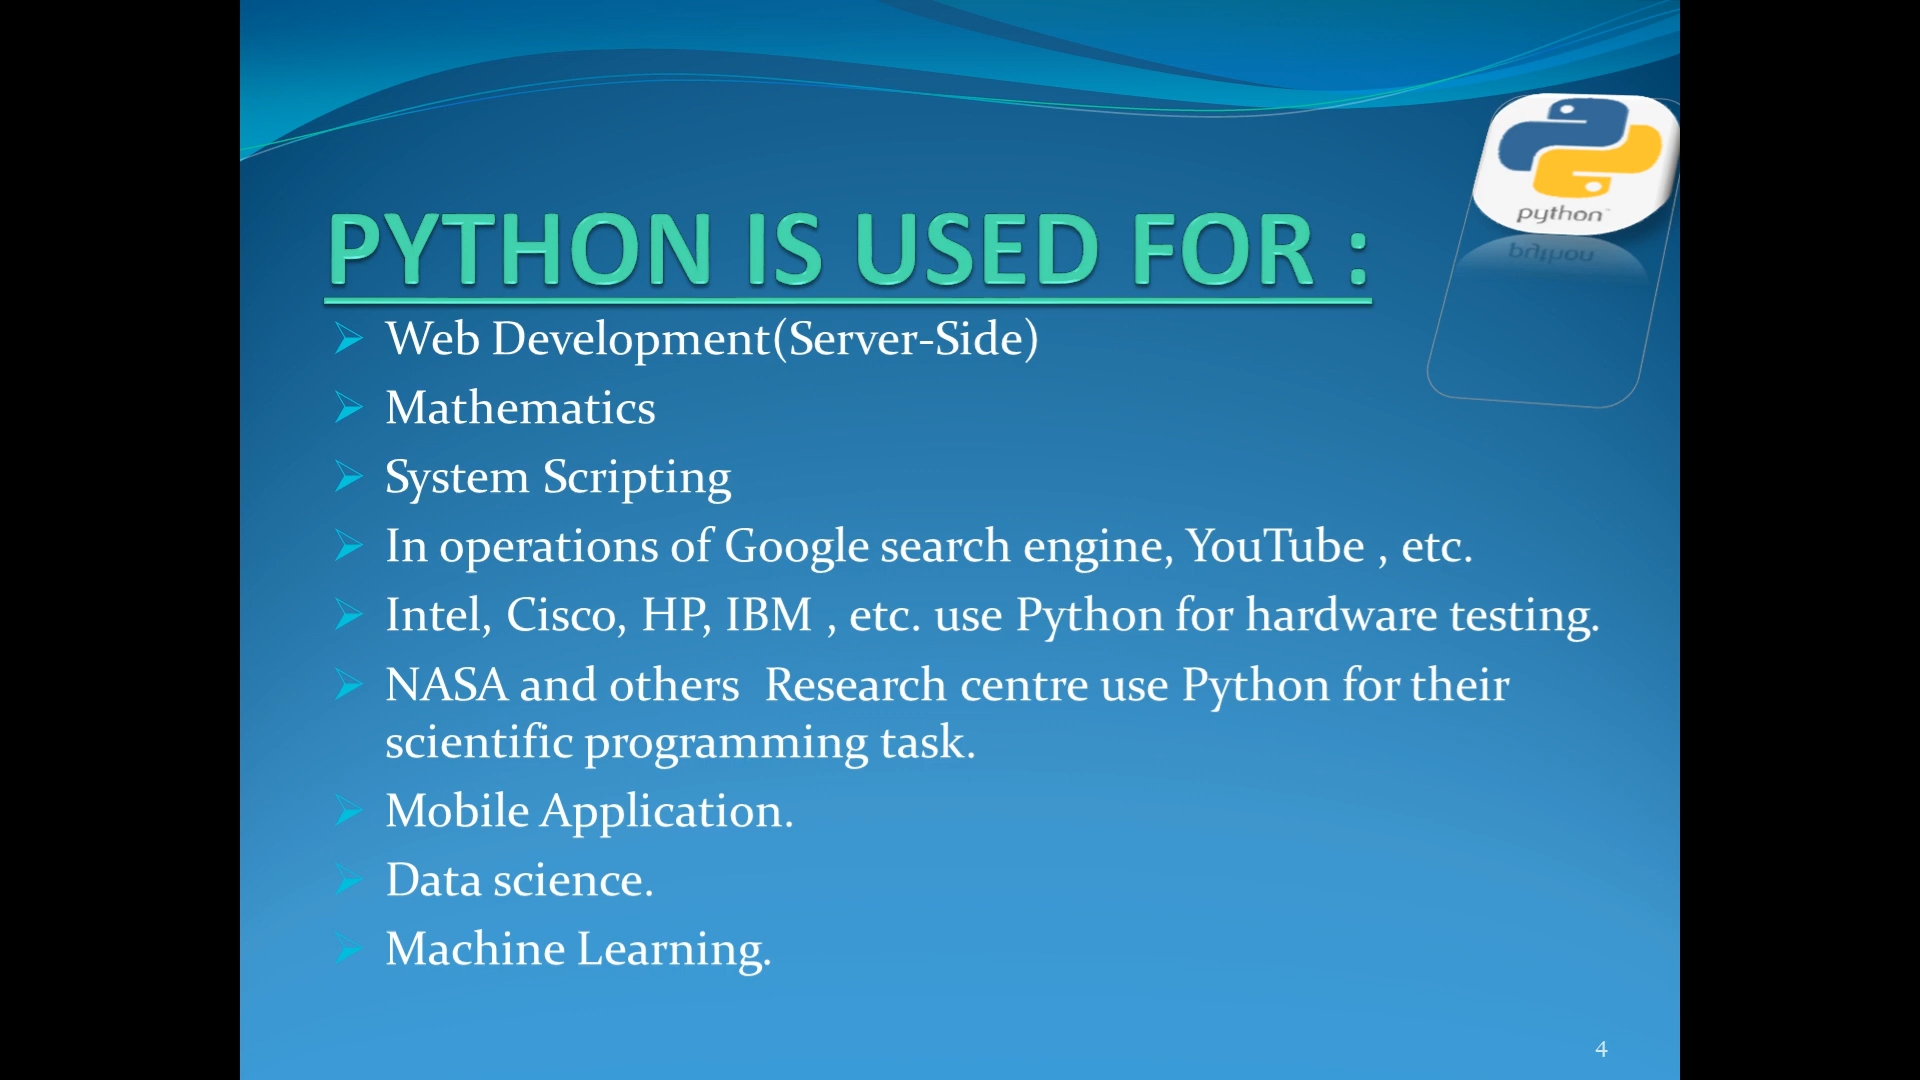 python
PYTHON IS USED FOR :
Web Development(Server-Side)
Mathematics
System Scripting
In operations of Google search engine, YouTube , etc.
Intel, Cisco, HP, IBM , etc. use Python for hardware testing.
NASA and others  Research centre use Python for their
scientific programming task.
Mobile Application.
Data science.
Machine Learning.
4